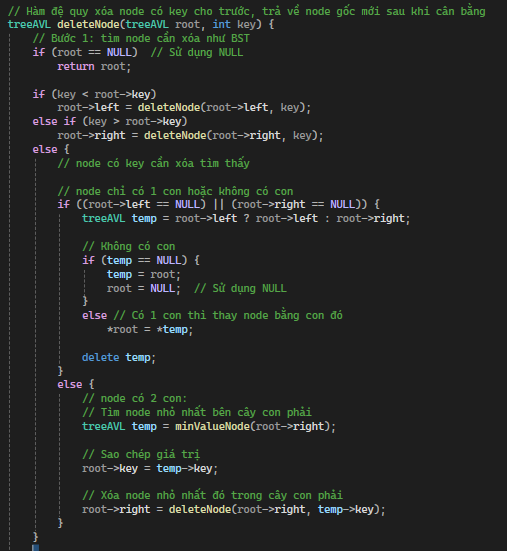 // Hàm đệ quy xóa node có key cho trước, trả về node gốc mới sau khi cân bằng
treeAVL deleteNode(treeAVL root, int key) {
    // Bước 1: tìm node cần xóa như BST
    if (root == NULL)  // Sử dụng NULL
        return root;

    if (key < root->key)
        root->left = deleteNode(root->left, key);
    else if (key > root->key)
        root->right = deleteNode(root->right, key);
    else {
        // node có key cần xóa tìm thấy

        // node chỉ có 1 con hoặc không có con
        if ((root->left == NULL) || (root->right == NULL)) {
            treeAVL temp = root->left ? root->left : root->right;

            // Không có con
            if (temp == NULL) {
                temp = root;
                root = NULL;  // Sử dụng NULL
            }
            else // Có 1 con thì thay node bằng con đó
                *root = *temp;

            delete temp;
        }
        else {
            // node có 2 con:
            // Tìm node nhỏ nhất bên cây con phải
            treeAVL temp = minValueNode(root->right);

            // Sao chép giá trị
            root->key = temp->key;

            // Xóa node nhỏ nhất đó trong cây con phải
            root->right = deleteNode(root->right, temp->key);
        }
    }